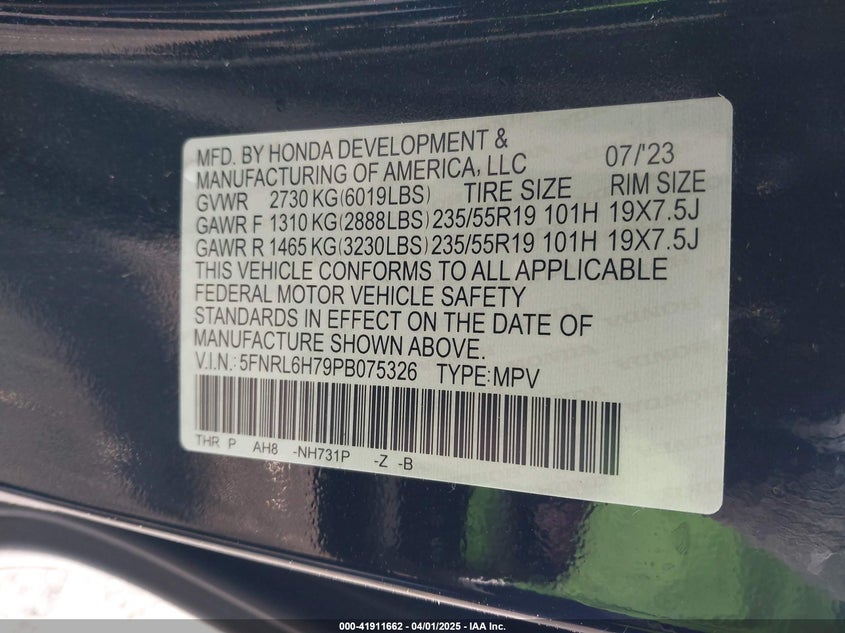 MFD. BY HONDA DEVELOPMENT & 07/'23
MANUFACTURING OF AMERICA, LLC
GVWR 2730 KG(6019LBS) TIRE SIZE RIM SIZE
GAWR F 1310 KG(2888LBS) 235/55R19 101H 19X7.5J
GAWR R 1465 KG(3230LBS) 235/55R19 101H 19X7.5J
THIS VEHICLE CONFORMS TO ALL APPLICABLE
FEDERAL MOTOR VEHICLE SAFETY
STANDARDS IN EFFECT ON THE DATE OF
MANUFACTURE SHOWN ABOVE.
V.I.N.:5FNRL6H79PB075326 TYPE:MPV
THR P AH8 -NH731P -Z -B
000-41911662 - 04/01/2025 - IAA Inc.